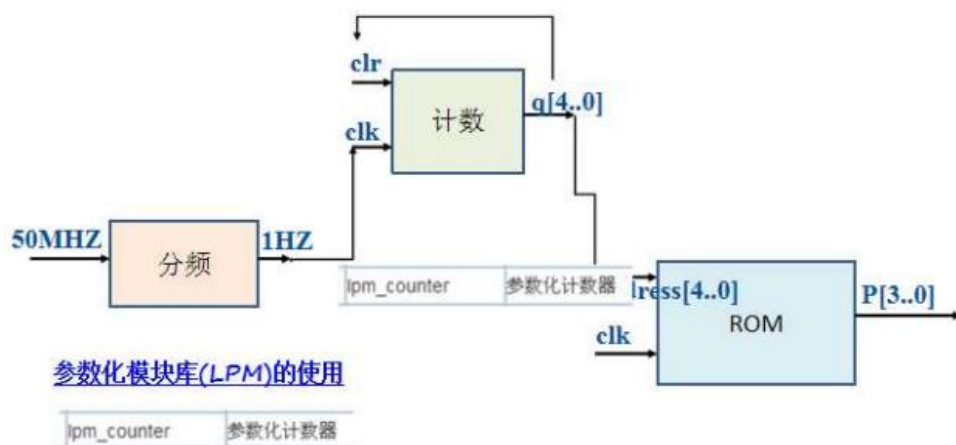 clr
计数
q[4..0]
clk
50MHZ
分频
1HZ
lpm_counter 参数化计数器
lress[4..0]
ROM
P[3..0]
clk
参数化模块库(LPM)的使用
lpm_counter 参数化计数器